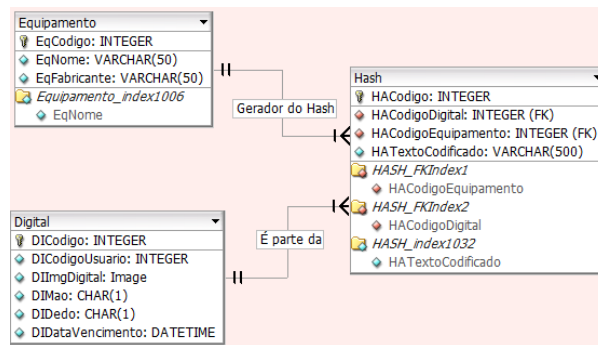 Equipamento
EqCodigo: INTEGER
EqNome: VARCHAR(50)
EqFabricante: VARCHAR(50)
Equipamento_index1006
EqNome
Gerador do Hash
Hash
HACodigo: INTEGER
HACodigoDigital: INTEGER (FK)
HACodigoEquipamento: INTEGER (FK)
HATextoCodificado: VARCHAR(500)
HASH_FKIndex1
HACodigoEquipamento
HASH_FKIndex2
HACodigoDigital
HASH_index1032
HATextoCodificado
Digital
DICodigo: INTEGER
DICodigoUsuario: INTEGER
DIImgDigital: Image
DIMao: CHAR(1)
DIDedo: CHAR(1)
DIDataVencimento: DATETIME
É parte da